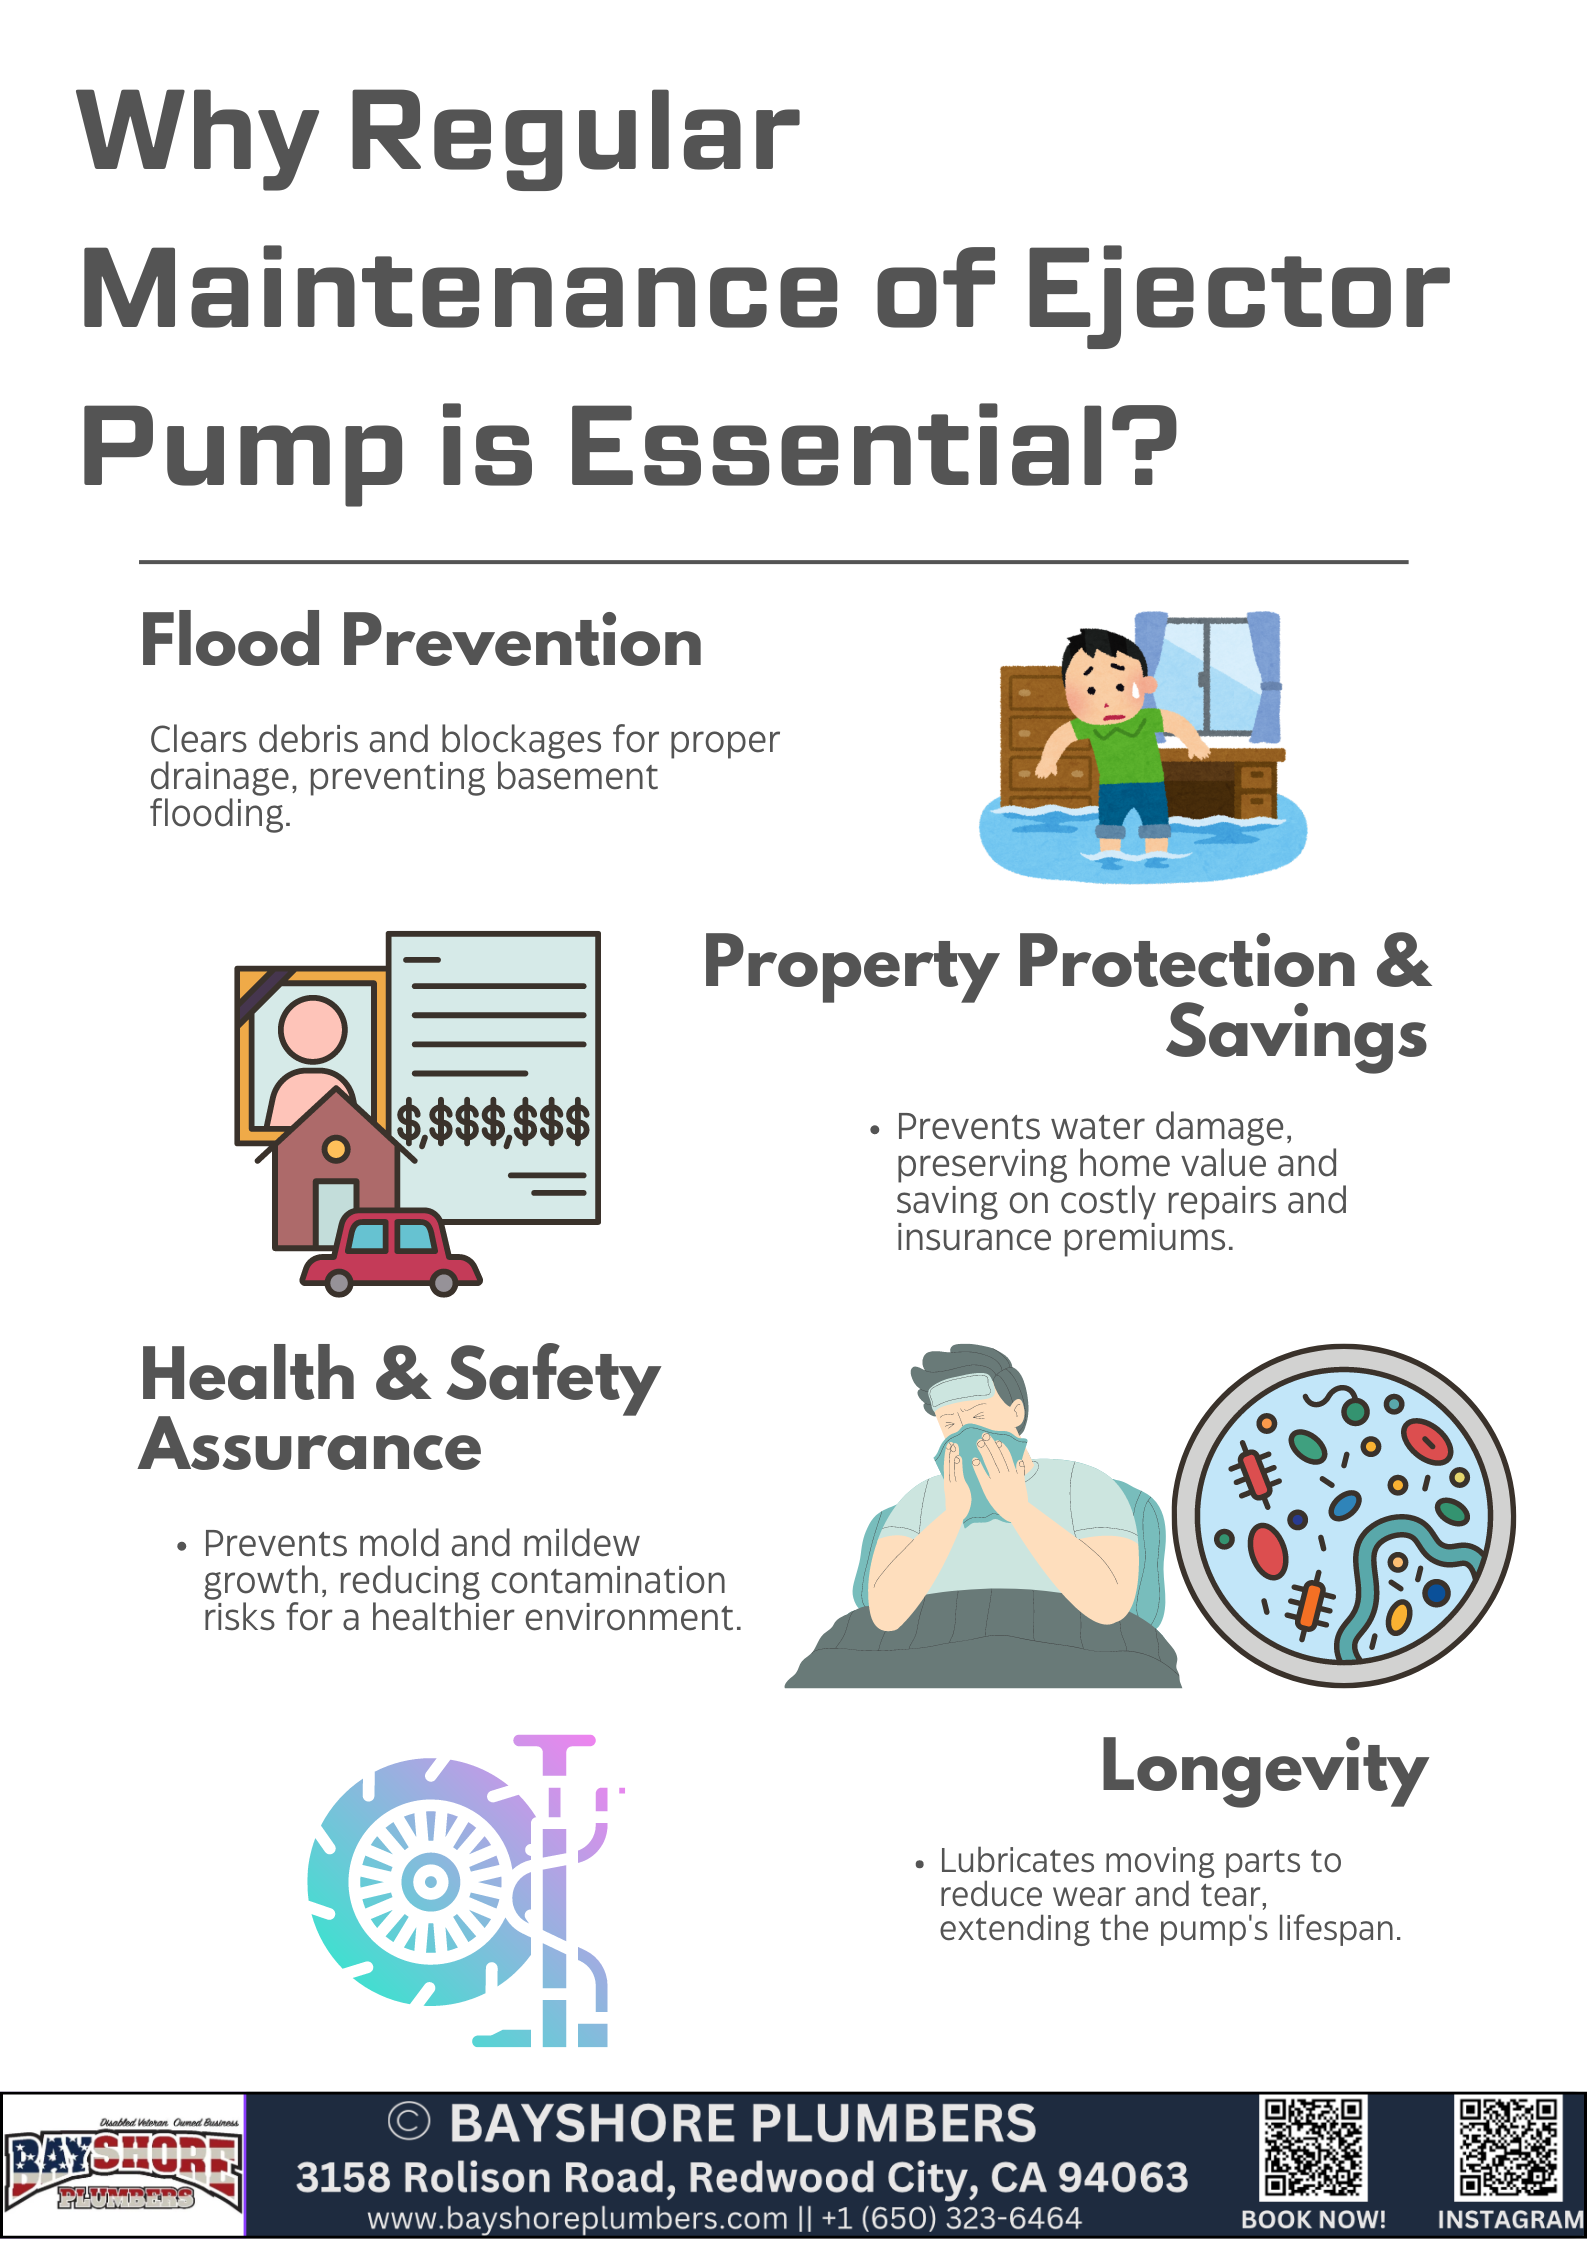 Why Regular
Maintenance of Ejector
Pump is Essential?
Flood Prevention
Clears debris and blockages for proper
drainage, preventing basement
flooding.
$,$$$,$$$
Property Protection &
Savings
• Prevents water damage,
preserving home value and
saving on costly repairs and
insurance premiums.
Health & Safety
Assurance
• Prevents mold and mildew
growth, reducing contamination
risks for a healthier environment.
Longevity
• Lubricates moving parts to
reduce wear and tear,
extending the pump's lifespan.
Disabled Veteran Owned Business
BAYSHORE
PLUMBERS
© BAYSHORE PLUMBERS
3158 Rolison Road, Redwood City, CA 94063
www.bayshoreplumbers.com || +1 (650) 323-6464
BOOK NOW!
INSTAGRAM